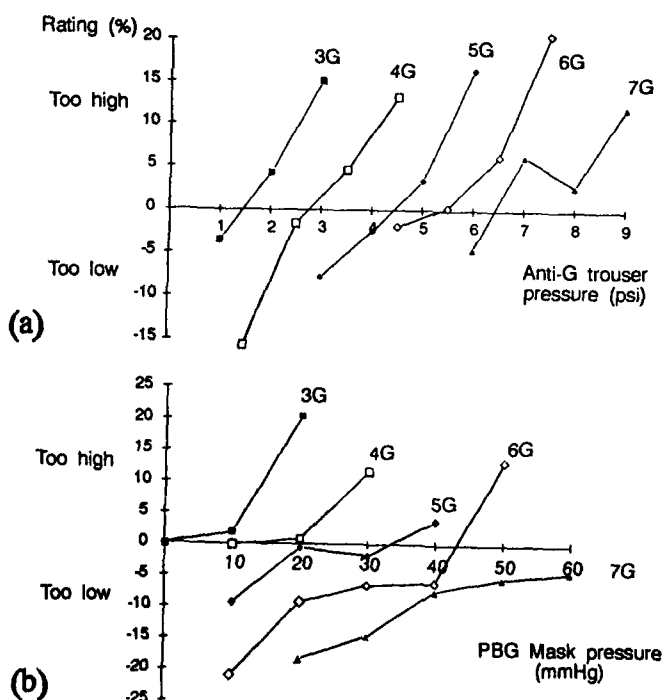 Rating (%)
20
3G
4G
5G
6G
15
Too high
7G
10
5
0
1 2 3 4 5 6 7 8 9
-5
Too low
Anti-G trouser
pressure (psi)
-10
(a)
-15
25
3G
20
6G
15
Too high
4G
10
5G
5
0
10 20 30 40 50 60
7G
-5
Too low
-10
-15
PBG Mask pressure
(mmHg)
-20
(b)
-25